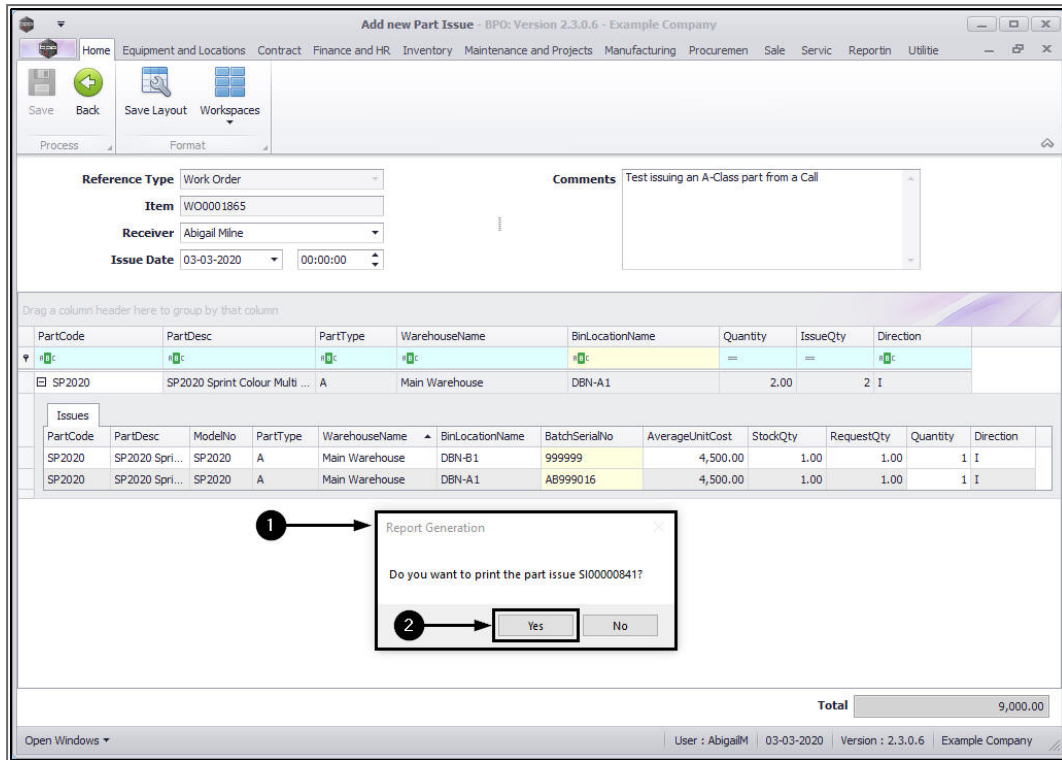 Add new Part Issue - BPO: Version 2.3.0.6 - Example Company
Home Equipment and Locations Contract Finance and HR Inventory Maintenance and Projects Manufacturing Procuremen Sale Servic Reportin Utilitie
Save Back Save Layout Workspaces
Process Format
Reference Type Work Order
Comments Test issuing an A-Class part from a Call
Item WO0001865
Receiver Abigail Milne
Issue Date 03-03-2020 00:00:00
Drag a column header here to group by that column
PartCode PartDesc PartType WarehouseName BinLocationName Quantity IssueQty Direction
SP2020 SP2020 Sprint Colour Multi ... A Main Warehouse DBN-A1 2.00 2 I
Issues
PartCode PartDesc ModelNo PartType WarehouseName BinLocationName BatchSerialNo AverageUnitCost StockQty RequestQty Quantity Direction
SP2020 SP2020 Spri... SP2020 A Main Warehouse DBN-B1 999999 4,500.00 1.00 1.00 1 I
SP2020 SP2020 Spri... SP2020 A Main Warehouse DBN-A1 AB999016 4,500.00 1.00 1.00 1 I
1
Report Generation
Do you want to print the part issue SI00000841?
2
Yes No
Total 9,000.00
Open Windows User : AbigailM 03-03-2020 Version : 2.3.0.6 Example Company